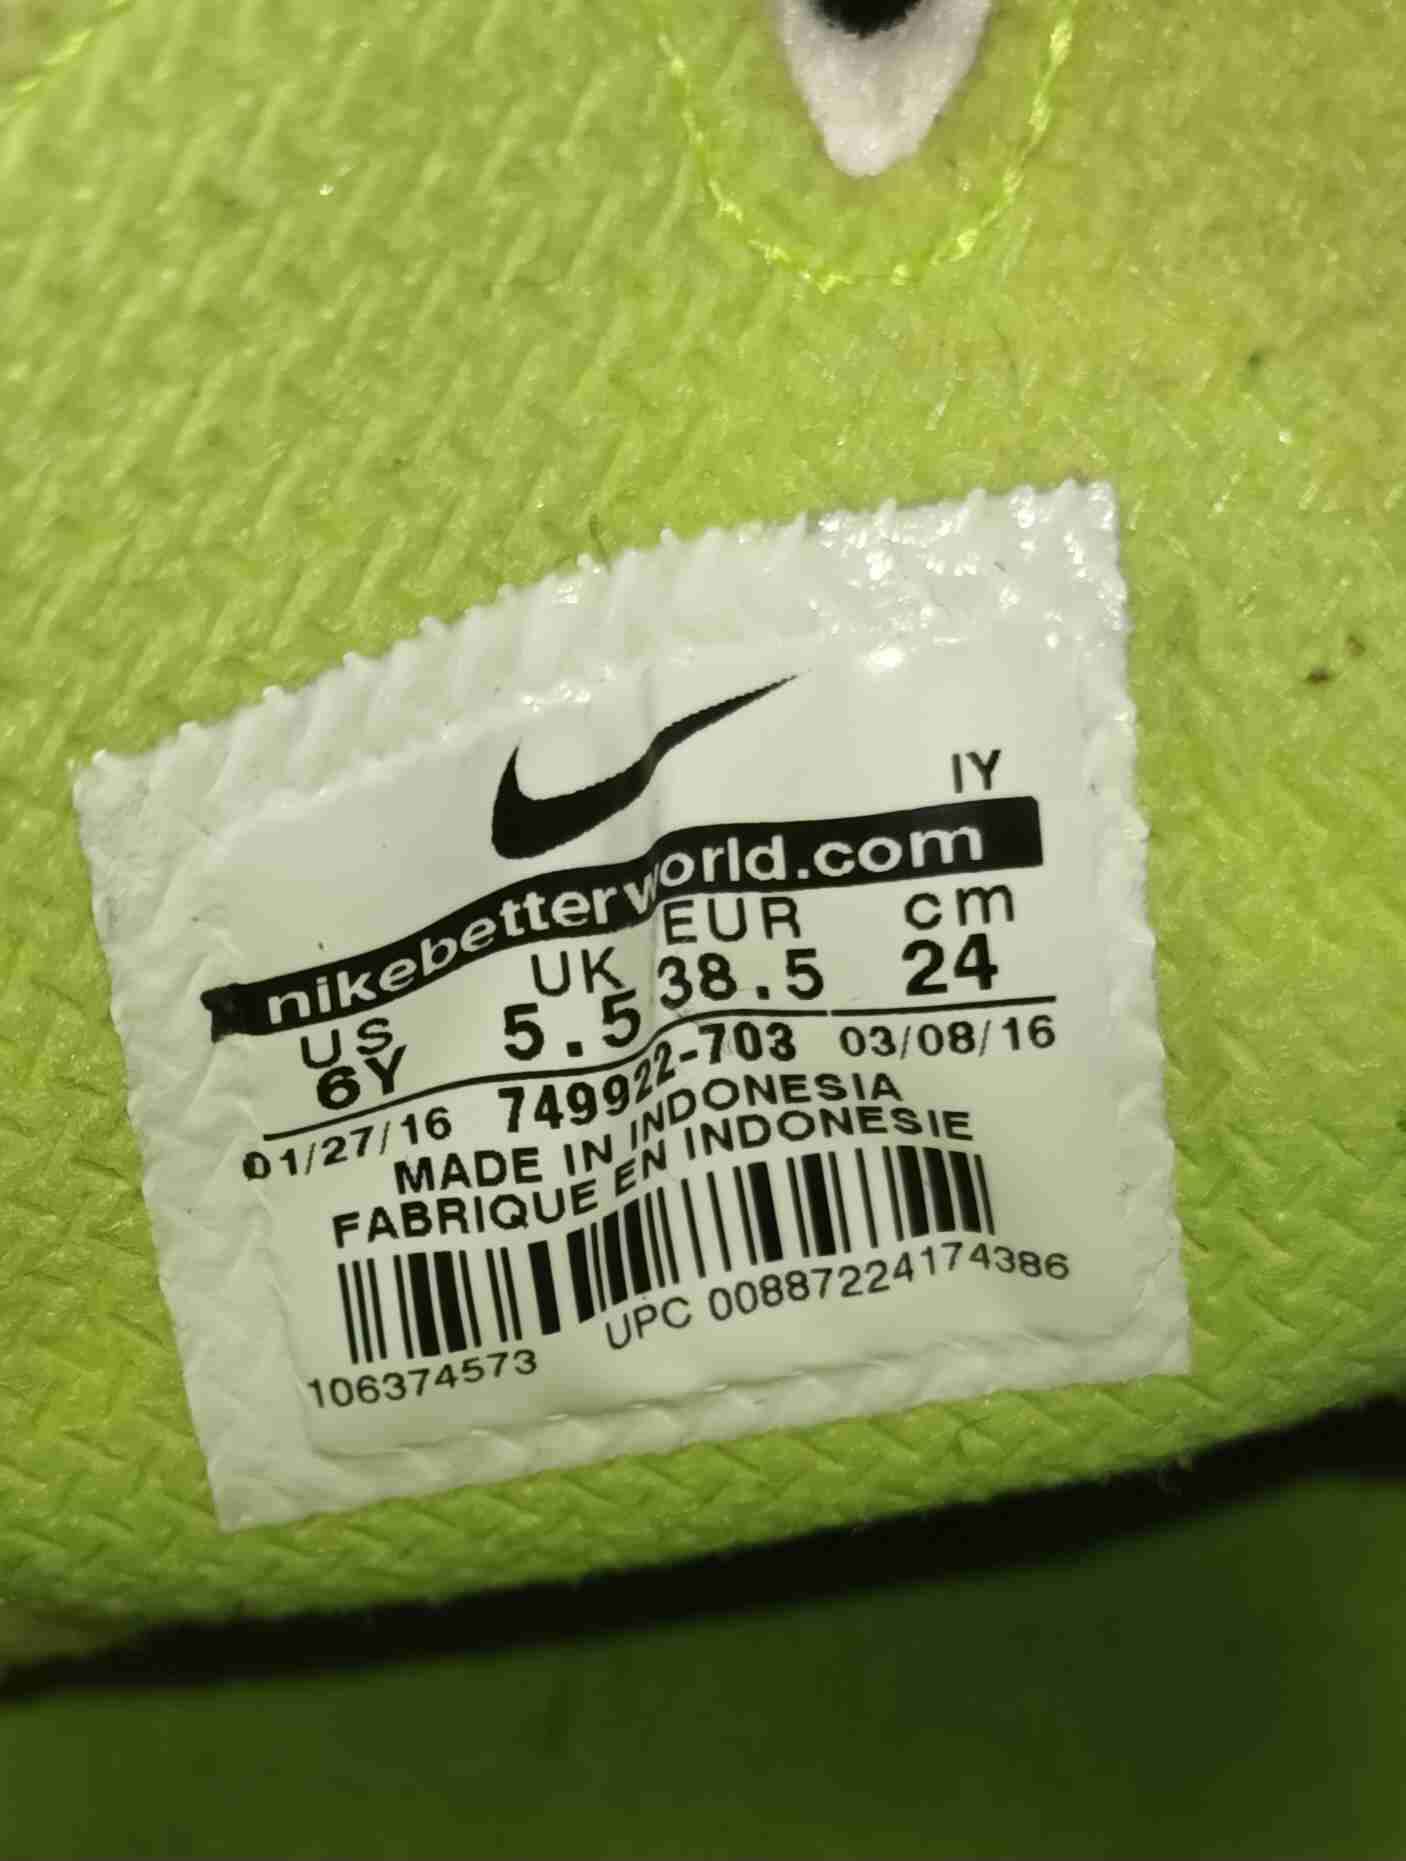 IY
nikebetterworld.com
US UK EUR cm
6Y 5.5 38.5 24
01/27/16 749922-703 03/08/16
MADE IN INDONESIA
FABRIQUE EN INDONESIE
106374573 UPC 00887224174386